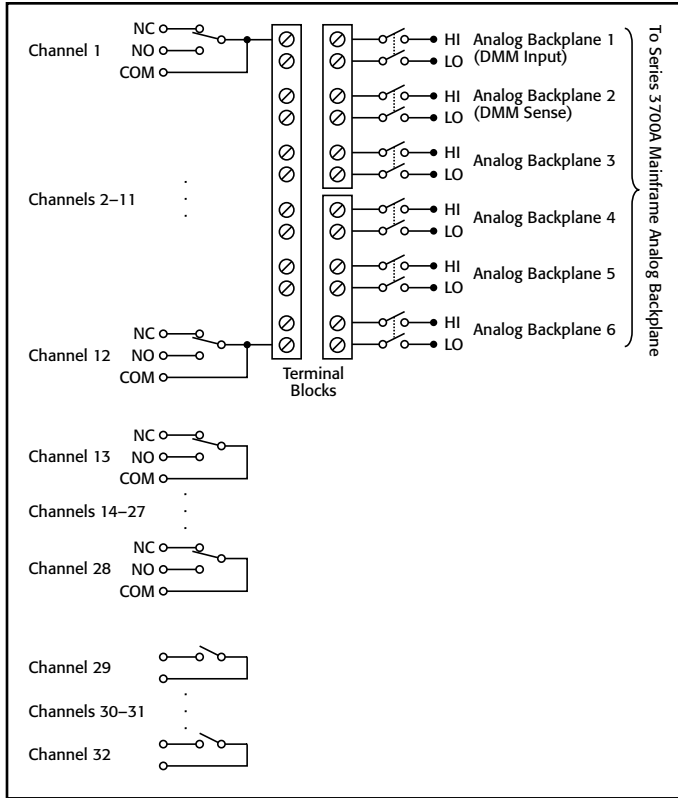 Channel 1
NC
NO
COM
HI
LO
Analog Backplane 1
(DMM Input)
HI
LO
Analog Backplane 2
(DMM Sense)
HI
LO
Analog Backplane 3
Channels 2–11
HI
LO
Analog Backplane 4
HI
LO
Analog Backplane 5
Channel 12
NC
NO
COM
HI
LO
Analog Backplane 6
To Series 3700A Mainframe Analog Backplane
Terminal
Blocks
Channel 13
NC
NO
COM
Channels 14–27
Channel 28
NC
NO
COM
Channel 29
Channels 30–31
Channel 32